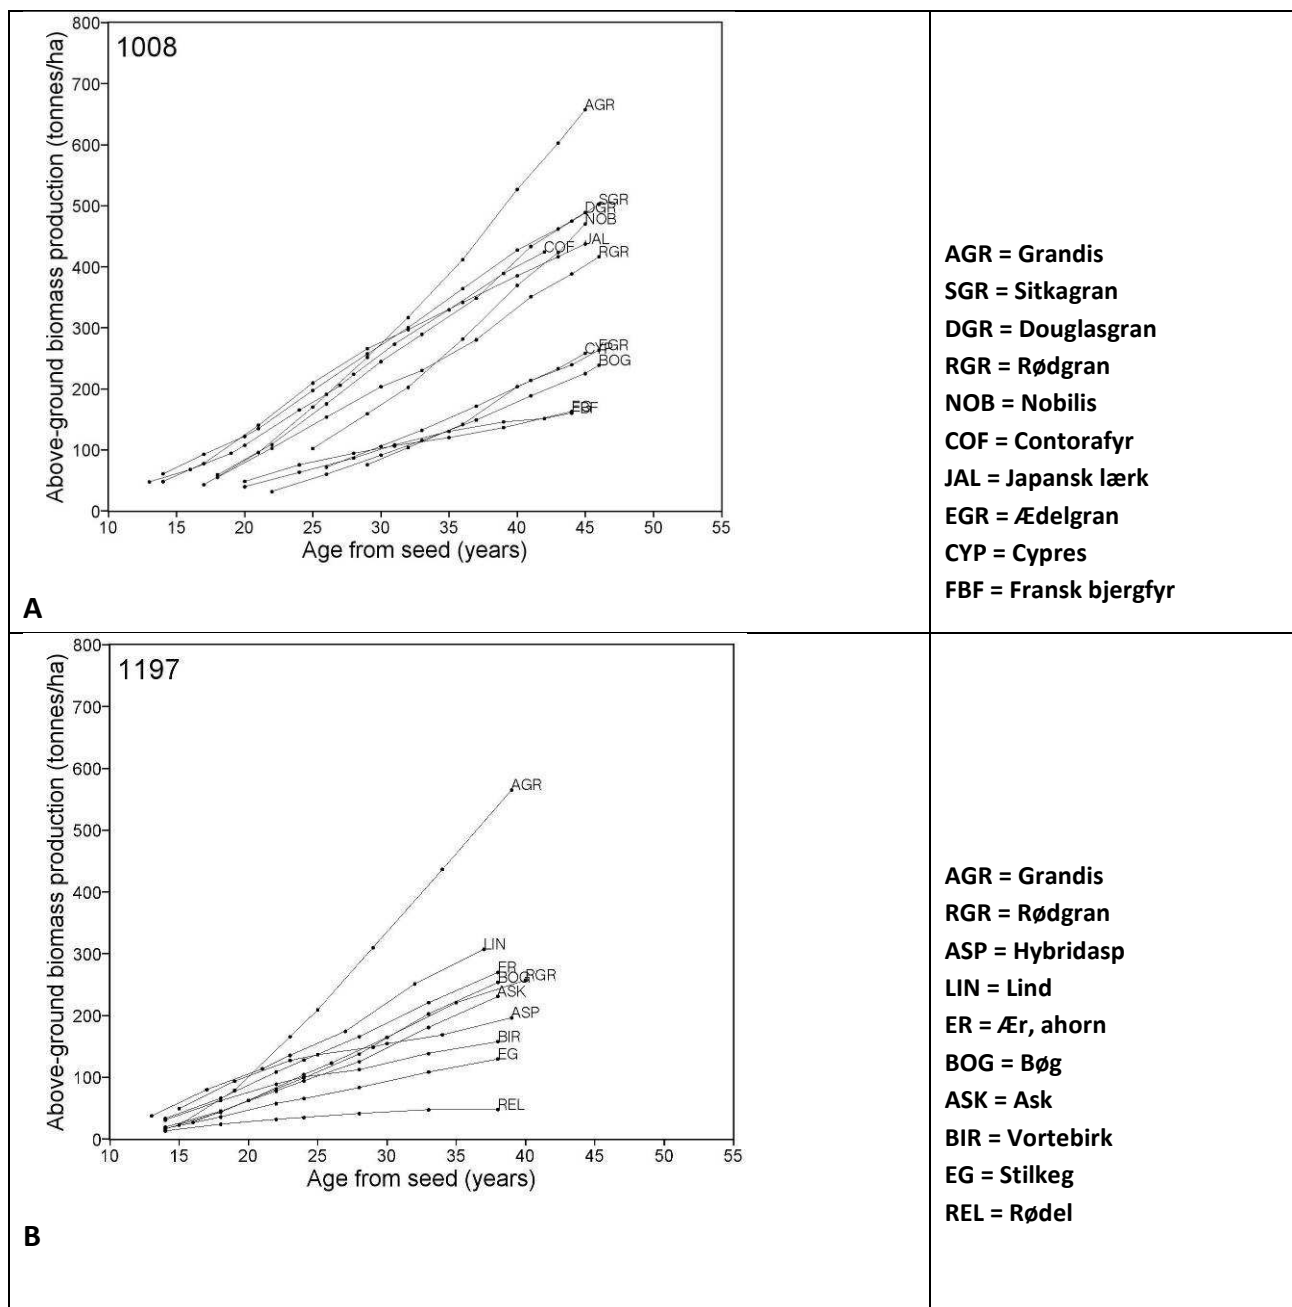 800
1008
700
600
500
400
300
200
100
0
Above-ground biomass production (tonnes/ha)
AGR
SGR
DGR
NOB
JAL
COF
RGR
EGR
CYP
BOG
FBF
10 15 20 25 30 35 40 45 50 55
Age from seed (years)
A
AGR = Grandis
SGR = Sitkagran
DGR = Douglasgran
RGR = Rødgran
NOB = Nobilis
COF = Contorafyr
JAL = Japansk lærk
EGR = Ædelgran
CYP = Cypres
FBF = Fransk bjergfyr
800
1197
700
600
500
400
300
200
100
0
Above-ground biomass production (tonnes/ha)
AGR
LIN
ER
BOG
RGR
ASK
ASP
BIR
EG
REL
10 15 20 25 30 35 40 45 50 55
Age from seed (years)
B
AGR = Grandis
RGR = Rødgran
ASP = Hybridasp
LIN = Lind
ER = Ær, ahorn
BOG = Bøg
ASK = Ask
BIR = Vortebirk
EG = Stilkeg
REL = Rødel